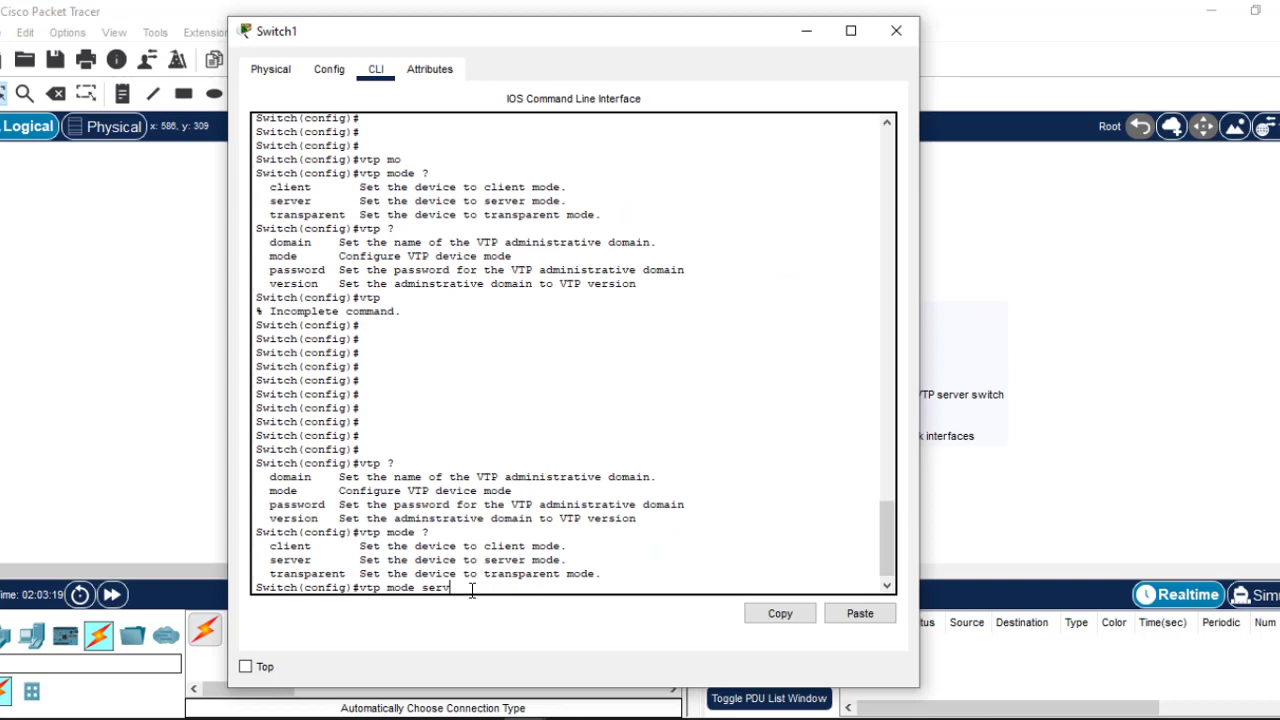 Cisco Packet Tracer
Edit Options View Tools Extension
Switch1
Physical Config CLI Attributes
Logical Physical x: 586, y: 309
Root
IOS Command Line Interface
Switch(config)#
Switch(config)#
Switch(config)#
Switch(config)#vtp mo
Switch(config)#vtp mode ?
client Set the device to client mode.
server Set the device to server mode.
transparent Set the device to transparent mode.
Switch(config)#vtp ?
domain Set the name of the VTP administrative domain.
mode Configure VTP device mode
password Set the password for the VTP administrative domain
version Set the adminstrative domain to VTP version
Switch(config)#vtp
% Incomplete command.
Switch(config)#
Switch(config)#
Switch(config)#
Switch(config)#
Switch(config)#
Switch(config)#
Switch(config)#
Switch(config)#
Switch(config)#
Switch(config)#
Switch(config)#vtp ?
domain Set the name of the VTP administrative domain.
mode Configure VTP device mode
password Set the password for the VTP administrative domain
version Set the adminstrative domain to VTP version
Switch(config)#vtp mode ?
client Set the device to client mode.
server Set the device to server mode.
transparent Set the device to transparent mode.
Switch(config)#vtp mode serv
VTP server switch
k interfaces
Copy Paste
Top
Time: 02:03:19
Realtime Simu
tus Source Destination Type Color Time(sec) Periodic Num
Toggle PDU List Window
Automatically Choose Connection Type